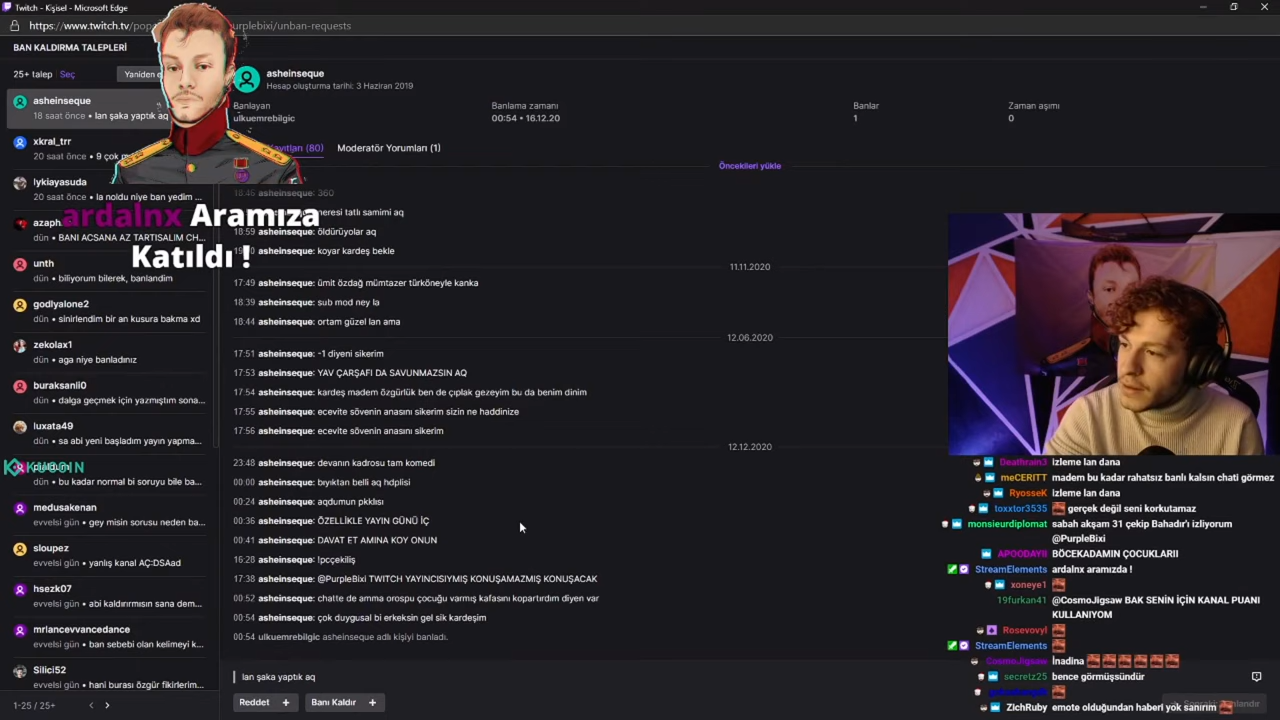 Twitch - Kişisel - Microsoft Edge
https://www.twitch.tv/pop urplebixi/unban-requests
BAN KALDIRMA TALEPLERİ
25+ talep Seç
asheinseque
18 saat önce • lan şaka yaptık aq
xkral_trr
20 saat önce • 9 çok
lykiayasuda
20 saat önce • la noldu niye ban yedim ...
dün • BANI ACSANA AZ TARTISALIM CH...
unth
dün • biliyorum bilerek, banlandim
godlyalone2
dün • sinirlendim bir an kusura bakma xd
zekolax1
dün • aga niye banladınız
buraksanli0
dün • dalga geçmek için yazmıştım sona...
luxata49
dün • sa abi yeni başladım yayın yapma...
dün • bu kadar normal bi soruyu bile ba...
medusakenan
evvelsi gün • gey misin sorusu neden ba...
sloupez
evvelsi gün • yanlış kanal AÇ:DSAad
hsezk07
evvelsi gün • abi kaldırırmısın sana dem...
mrlancevvancedance
evvelsi gün • ban sebebi olan kelimeyi k...
Silici52
evvelsi gün • hani burası özgür fikirlerim...
1-25 / 25+
ardalnx Aramıza
Katıldı !
asheinseque
Hesap oluşturma tarihi: 3 Haziran 2019
Banlayan
ulkuemrebilgic
Banlama zamanı
00:54 • 16.12.20
Banlar
1
Zaman aşımı
0
Kayıtları (80) Moderatör Yorumları (1)
Öncekileri yükle
18:46 asheinseque: 360
neresi tatlı samimi aq
18:59 asheinseque: öldürüyolar aq
asheinseque: koyar kardeş bekle
11.11.2020
17:49 asheinseque: ümit özdağ mümtazer türköneyle kanka
18:39 asheinseque: sub mod ney la
18:44 asheinseque: ortam güzel lan ama
12.06.2020
17:51 asheinseque: -1 diyeni sikerim
17:53 asheinseque: YAV ÇARŞAFI DA SAVUNMAZSIN AQ
17:54 asheinseque: kardeş madem özgürlük ben de çıplak gezeyim bu da benim dinim
17:55 asheinseque: ecevite sövenin anasını sikerim sizin ne haddinize
17:56 asheinseque: ecevite sövenin anasını sikerim
12.12.2020
23:48 asheinseque: devanın kadrosu tam komedi
00:00 asheinseque: bıyıktan belli aq hdplisi
00:24 asheinseque: aqdumun pkklısı
00:36 asheinseque: ÖZELLİKLE YAYIN GÜNÜ İÇ
00:41 asheinseque: DAVAT ET AMINA KOY ONUN
16:28 asheinseque: !pcçekiliş
17:38 asheinseque: @PurpleBixi TWITCH YAYINCISIYMIŞ KONUŞAMAZMIŞ KONUŞACAK
00:52 asheinseque: chatte de amma orospu çocuğu varmış kafasını kopartırdım diyen var
00:54 asheinseque: çok duygusal bi erkeksin gel sik kardeşim
00:54 ulkuemrebilgic asheinseque adlı kişiyi banladı.
lan şaka yaptık aq
Reddet + Banı Kaldır +
Deathrain3 izleme lan dana
meCERITT madem bu kadar rahatsız banlı kalsın chati görmez
RyosseK izleme lan dana
toxxtor3535 gerçek değil seni korkutamaz
monsieurdiplomat sabah akşam 31 çekip Bahadr'ı izliyorum
@PurpleBixi
APOODAYII BÖCEKADAMIN ÇOCUKLARII
StreamElements ardalnx aramızda !
xoneye1
19furkan41 @CosmoJigsaw BAK SENİN İÇİN KANAL PUANI
KULLANIYOM
Rosevovyl
StreamElements
CosmoJigsaw İnadina
secretz25 bence görmüşsündür
ZlchRuby emote olduğundan haberi yok sanırım